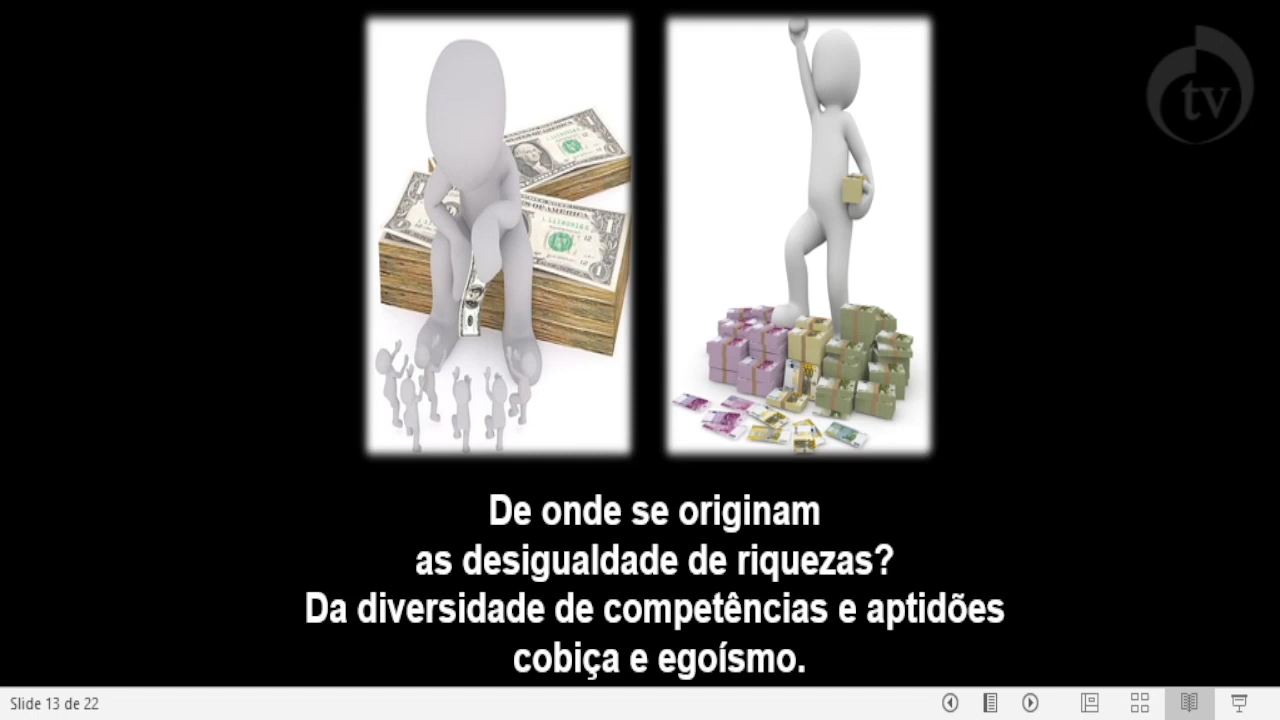 tv
De onde se originam
as desigualdade de riquezas?
Da diversidade de competências e aptidões
cobiça e egoísmo.
Slide 13 de 22